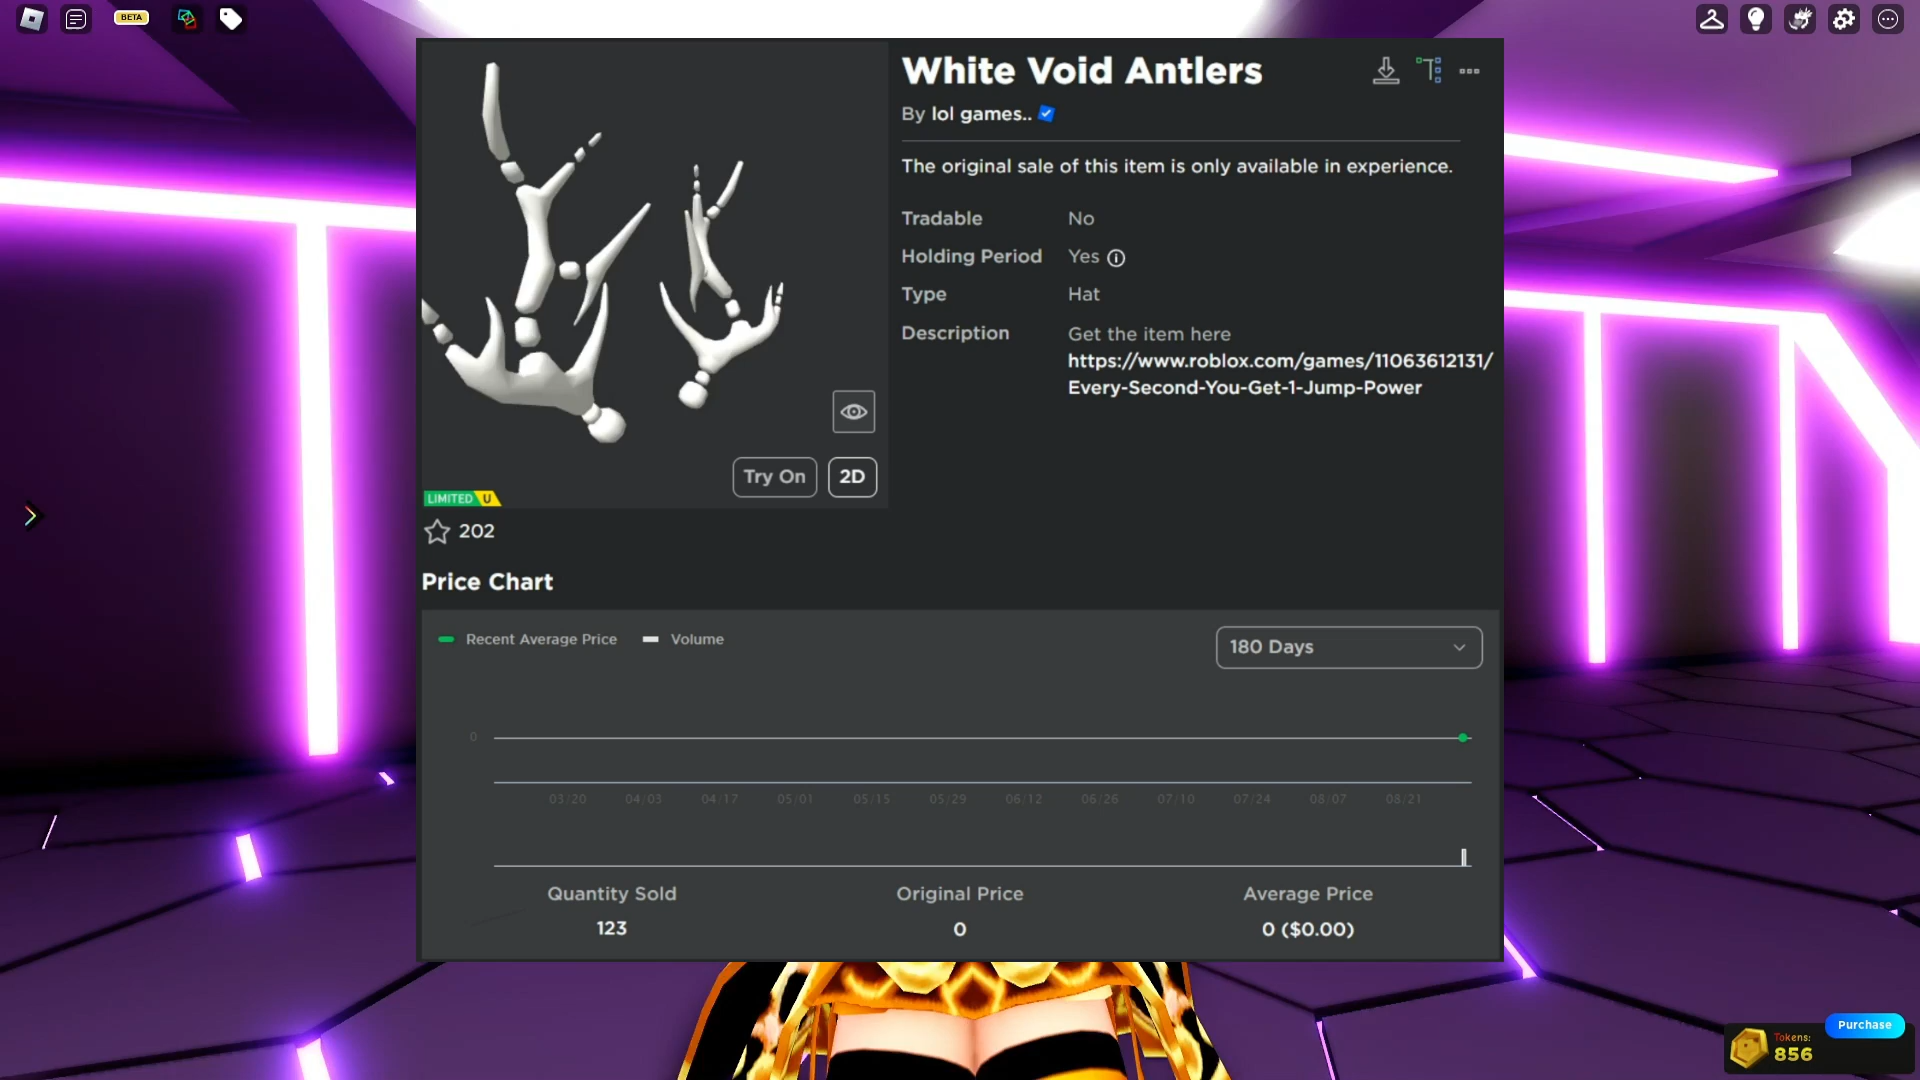 BETA
White Void Antlers
By lol games..
The original sale of this item is only available in experience.
Tradable No
Holding Period Yes
Type Hat
Description Get the item here
https://www.roblox.com/games/11063612131/
Every-Second-You-Get-1-Jump-Power
Try On 2D
LIMITED U
202
Price Chart
Recent Average Price Volume
180 Days
0
03/20 04/03 04/17 05/01 05/15 05/29 06/12 06/26 07/10 07/24 08/07 08/21
Quantity Sold Original Price Average Price
123 0 0 ($0.00)
Purchase
Tokens:
856